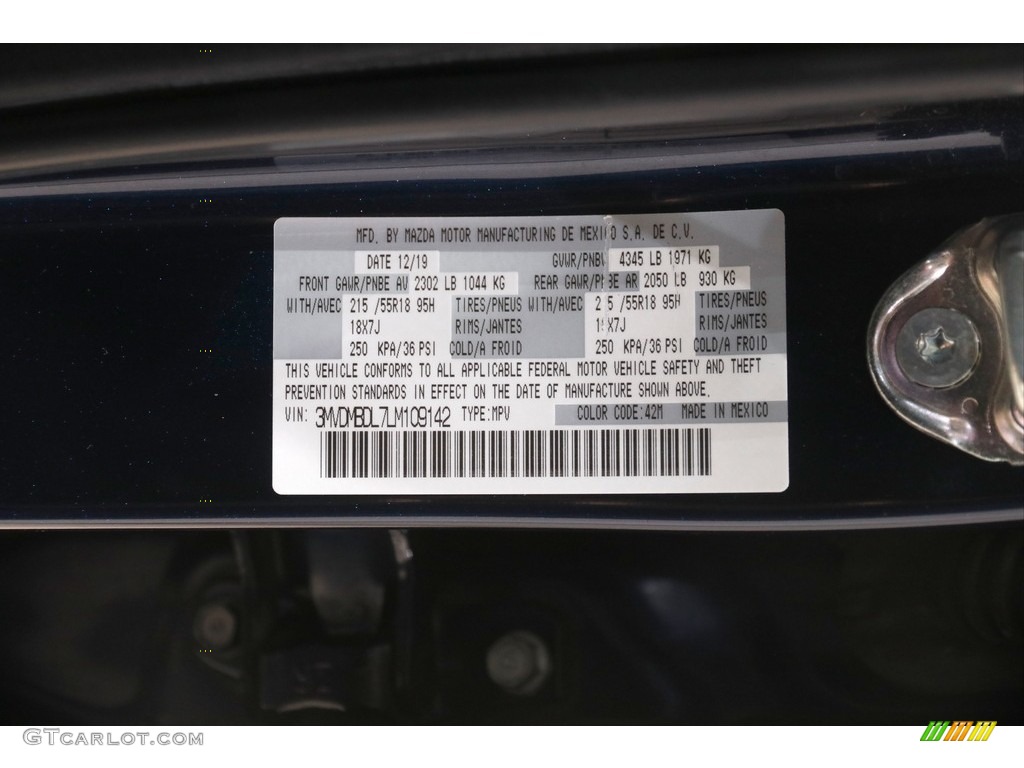 MFD. BY MAZDA MOTOR MANUFACTURING DE MEXICO S.A. DE C.V.
DATE 12/19 GVWR/PNBV 4345 LB 1971 KG
FRONT GAWR/PNBE AV 2302 LB 1044 KG REAR GAWR/PNBE AR 2050 LB 930 KG
WITH/AVEC 215 /55R18 95H TIRES/PNEUS WITH/AVEC 215 /55R18 95H TIRES/PNEUS
18X7J RIMS/JANTES 18X7J RIMS/JANTES
250 KPA/36 PSI COLD/A FROID 250 KPA/36 PSI COLD/A FROID
THIS VEHICLE CONFORMS TO ALL APPLICABLE FEDERAL MOTOR VEHICLE SAFETY AND THEFT
PREVENTION STANDARDS IN EFFECT ON THE DATE OF MANUFACTURE SHOWN ABOVE.
VIN: 3MVDMBDL7LM109142 TYPE:MPV COLOR CODE:42M MADE IN MEXICO
GTCARLOT.COM